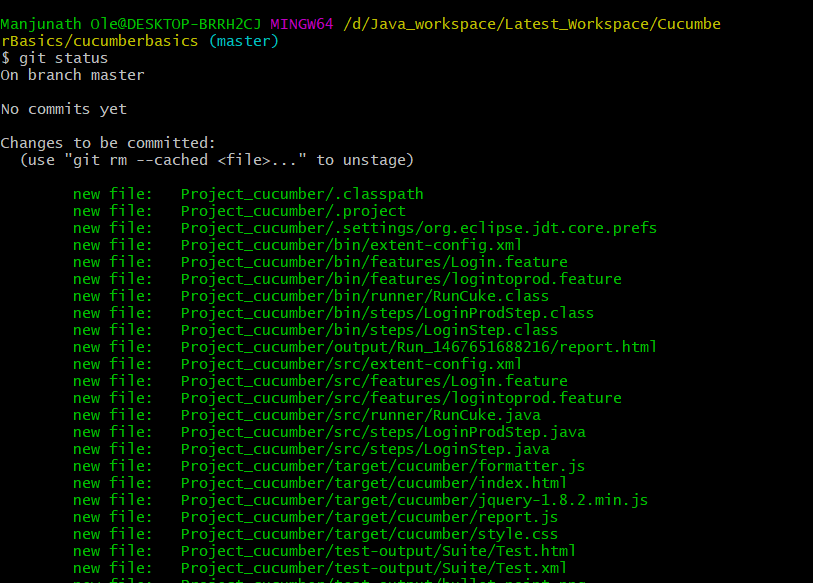 Manjunath Ole@DESKTOP-BRRH2CJ MINGW64 /d/Java_workspace/Latest_Workspace/Cucumbe
rBasics/cucumberbasics (master)
$ git status
On branch master
No commits yet
Changes to be committed:
(use "git rm --cached <file>..." to unstage)
new file: Project_cucumber/.classpath
new file: Project_cucumber/.project
new file: Project_cucumber/.settings/org.eclipse.jdt.core.prefs
new file: Project_cucumber/bin/extent-config.xml
new file: Project_cucumber/bin/features/Login.feature
new file: Project_cucumber/bin/features/logintoprod.feature
new file: Project_cucumber/bin/runner/RunCuke.class
new file: Project_cucumber/bin/steps/LoginProdStep.class
new file: Project_cucumber/bin/steps/LoginStep.class
new file: Project_cucumber/output/Run_1467651688216/report.html
new file: Project_cucumber/src/extent-config.xml
new file: Project_cucumber/src/features/Login.feature
new file: Project_cucumber/src/features/logintoprod.feature
new file: Project_cucumber/src/runner/RunCuke.java
new file: Project_cucumber/src/steps/LoginProdStep.java
new file: Project_cucumber/src/steps/LoginStep.java
new file: Project_cucumber/target/cucumber/formatter.js
new file: Project_cucumber/target/cucumber/index.html
new file: Project_cucumber/target/cucumber/jquery-1.8.2.min.js
new file: Project_cucumber/target/cucumber/report.js
new file: Project_cucumber/target/cucumber/style.css
new file: Project_cucumber/test-output/Suite/Test.html
new file: Project_cucumber/test-output/Suite/Test.xml
new file: Project_cucumber/test-output/bullet_point.png